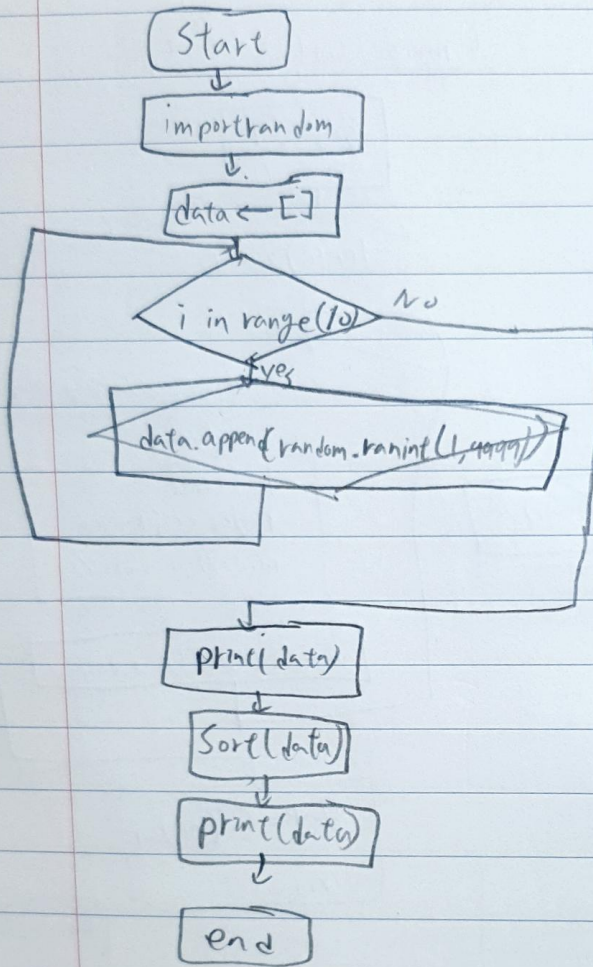 Start
importrandom
data ← []
i in range(10)
No
yes
data.append(random.ranint(1,9999))
print(data)
Sort(data)
print(data)
end